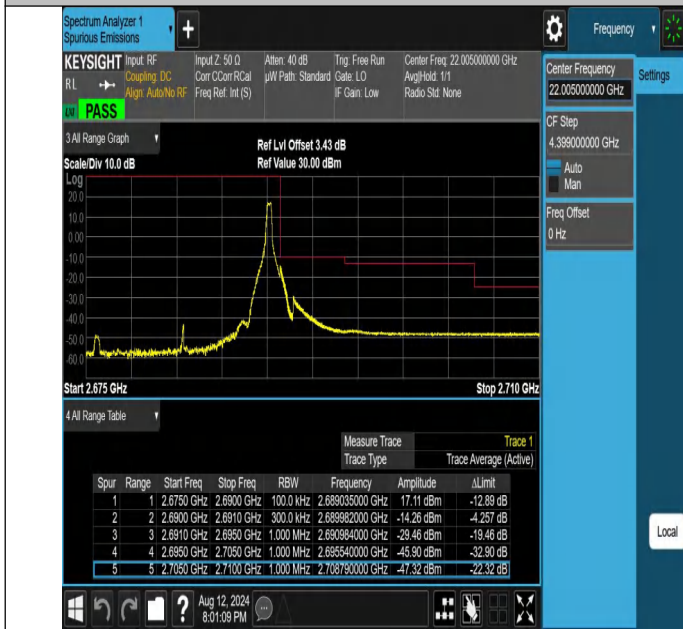 Spectrum Analyzer 1
Spurious Emissions
Frequency
KEYSIGHT
RL
LXI
PASS
Input: RF
Coupling: DC
Align: Auto/No RF
Input Z: 50 Ω
Corr CCorr RCal
Freq Ref: Int (S)
Atten: 40 dB
µW Path: Standard
Trig: Free Run
Gate: LO
IF Gain: Low
Center Freq: 22.005000000 GHz
Avg|Hold: 1/1
Radio Std: None
Center Frequency
22.005000000 GHz
Settings
CF Step
4.399000000 GHz
Auto
Man
Freq Offset
0 Hz
Local
3 All Range Graph
Ref Lvl Offset 3.43 dB
Scale/Div 10.0 dB
Ref Value 30.00 dBm
Log
20.0
10.0
0.00
-10.0
-20.0
-30.0
-40.0
-50.0
-60.0
Start 2.675 GHz
Stop 2.710 GHz
4 All Range Table
Measure Trace Trace 1
Trace Type Trace Average (Active)
Spur Range Start Freq Stop Freq RBW Frequency Amplitude ΔLimit
1 1 2.6750 GHz 2.6900 GHz 100.0 kHz 2.689035000 GHz 17.11 dBm -12.89 dB
2 2 2.6900 GHz 2.6910 GHz 300.0 kHz 2.689982000 GHz -14.26 dBm -4.257 dB
3 3 2.6910 GHz 2.6950 GHz 1.000 MHz 2.690984000 GHz -29.46 dBm -19.46 dB
4 4 2.6950 GHz 2.7050 GHz 1.000 MHz 2.695540000 GHz -45.90 dBm -32.90 dB
5 5 2.7050 GHz 2.7100 GHz 1.000 MHz 2.708790000 GHz -47.32 dBm -22.32 dB
Aug 12, 2024
8:01:09 PM